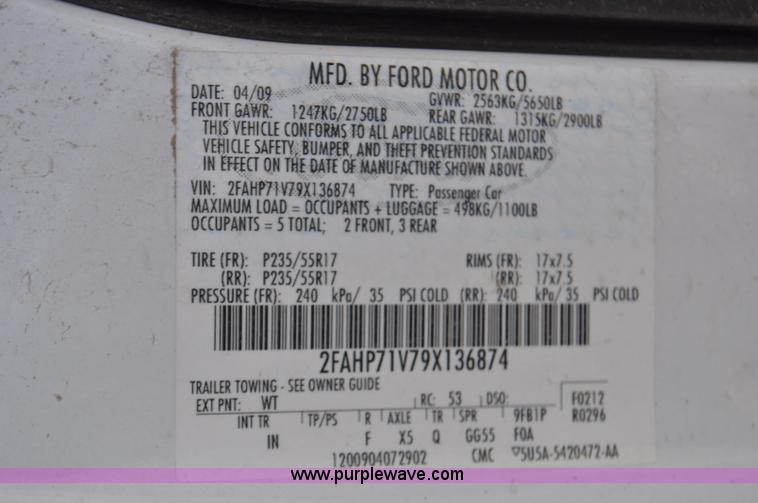 MFD. BY FORD MOTOR CO.
DATE: 04/09 GVWR: 2563KG/5650LB
FRONT GAWR: 1247KG/2750LB REAR GAWR: 1315KG/2900LB
THIS VEHICLE CONFORMS TO ALL APPLICABLE FEDERAL MOTOR
VEHICLE SAFETY, BUMPER, AND THEFT PREVENTION STANDARDS
IN EFFECT ON THE DATE OF MANUFACTURE SHOWN ABOVE.
VIN: 2FAHP71V79X136874 TYPE: Passenger Car
MAXIMUM LOAD = OCCUPANTS + LUGGAGE = 498KG/1100LB
OCCUPANTS = 5 TOTAL; 2 FRONT, 3 REAR
TIRE (FR): P235/55R17 RIMS (FR): 17x7.5
(RR): P235/55R17 (RR): 17x7.5
PRESSURE (FR): 240 kPa/ 35 PSI COLD (RR): 240 kPa/ 35 PSI COLD
2FAHP71V79X136874
TRAILER TOWING - SEE OWNER GUIDE
EXT PNT: WT RC: 53 DSO: F0212
INT TR TP/PS R AXLE TR SPR 9FB1P R0296
IN F X5 Q GG55 FOA
1200904072902 CMC 5U5A-5420472-AA
www.purplewave.com